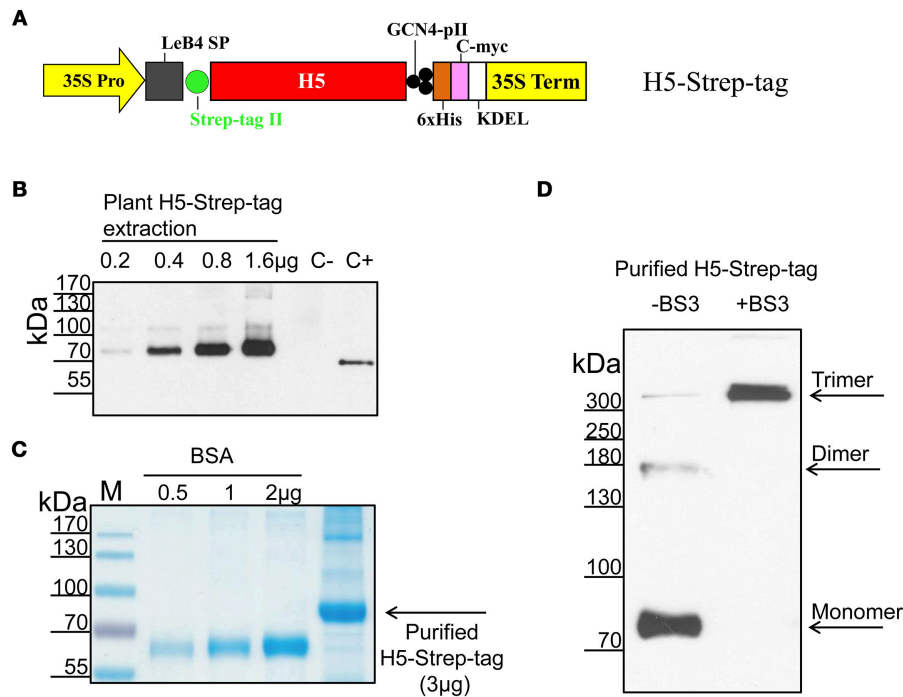 A
LeB4 SP
GCN4-pII
C-myc
35S Pro
H5
35S Term
H5-Strep-tag
Strep-tag II
6xHis
KDEL
B
Plant H5-Strep-tag
extraction
0.2 0.4 0.8 1.6µg C- C+
kDa
170
130
100
70
55
C
BSA
kDa M 0.5 1 2µg
170
130
100
70
55
Purified
H5-Strep-tag
(3µg)
D
Purified H5-Strep-tag
-BS3 +BS3
kDa
Trimer
300
250
Dimer
180
130
100
Monomer
70